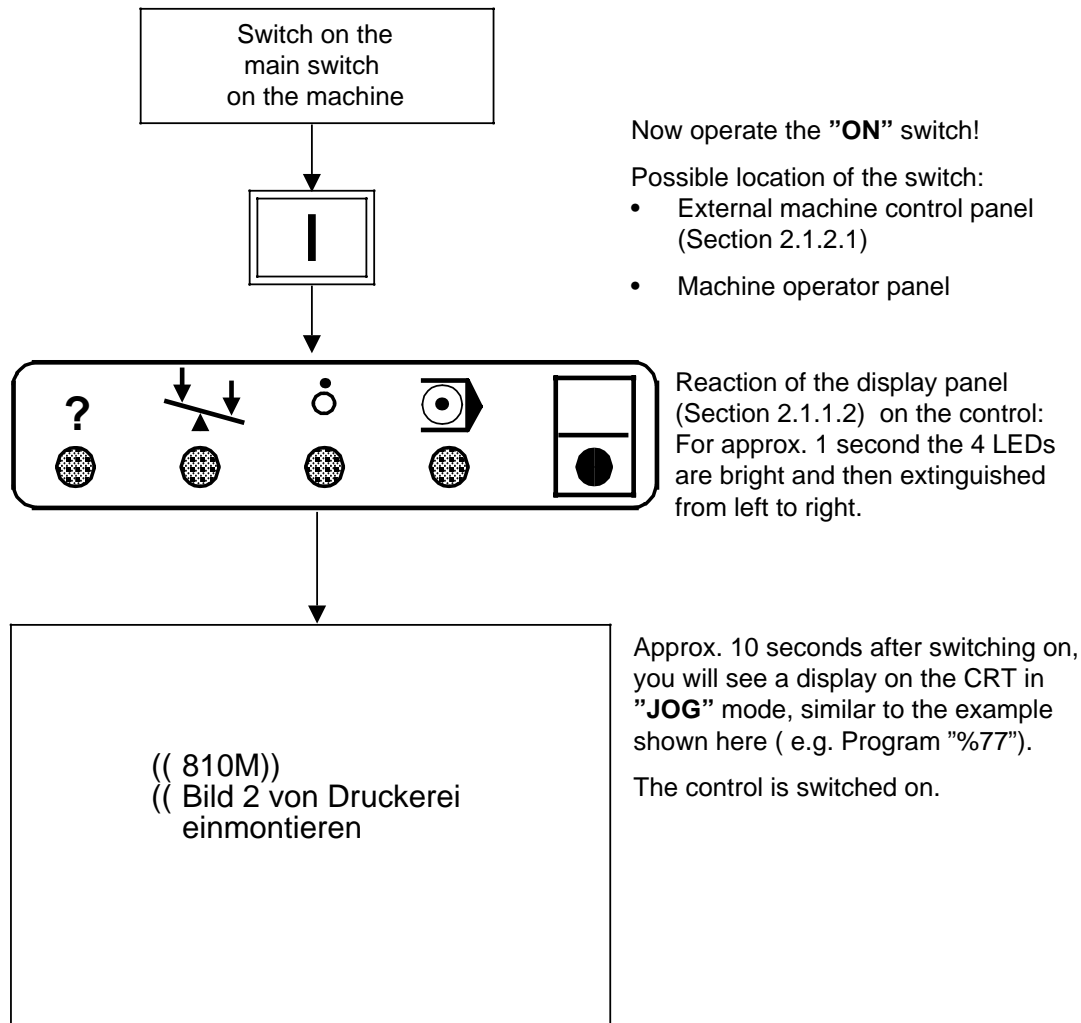 Switch on the
main switch
on the machine
Now operate the ”ON” switch!
Possible location of the switch:
• External machine control panel
(Section 2.1.2.1)
• Machine operator panel
I
?
Reaction of the display panel
(Section 2.1.1.2) on the control:
For approx. 1 second the 4 LEDs
are bright and then extinguished
from left to right.
Approx. 10 seconds after switching on,
you will see a display on the CRT in
”JOG” mode, similar to the example
shown here ( e.g. Program ”%77”).
The control is switched on.
(( 810M))
(( Bild 2 von Druckerei
einmontieren